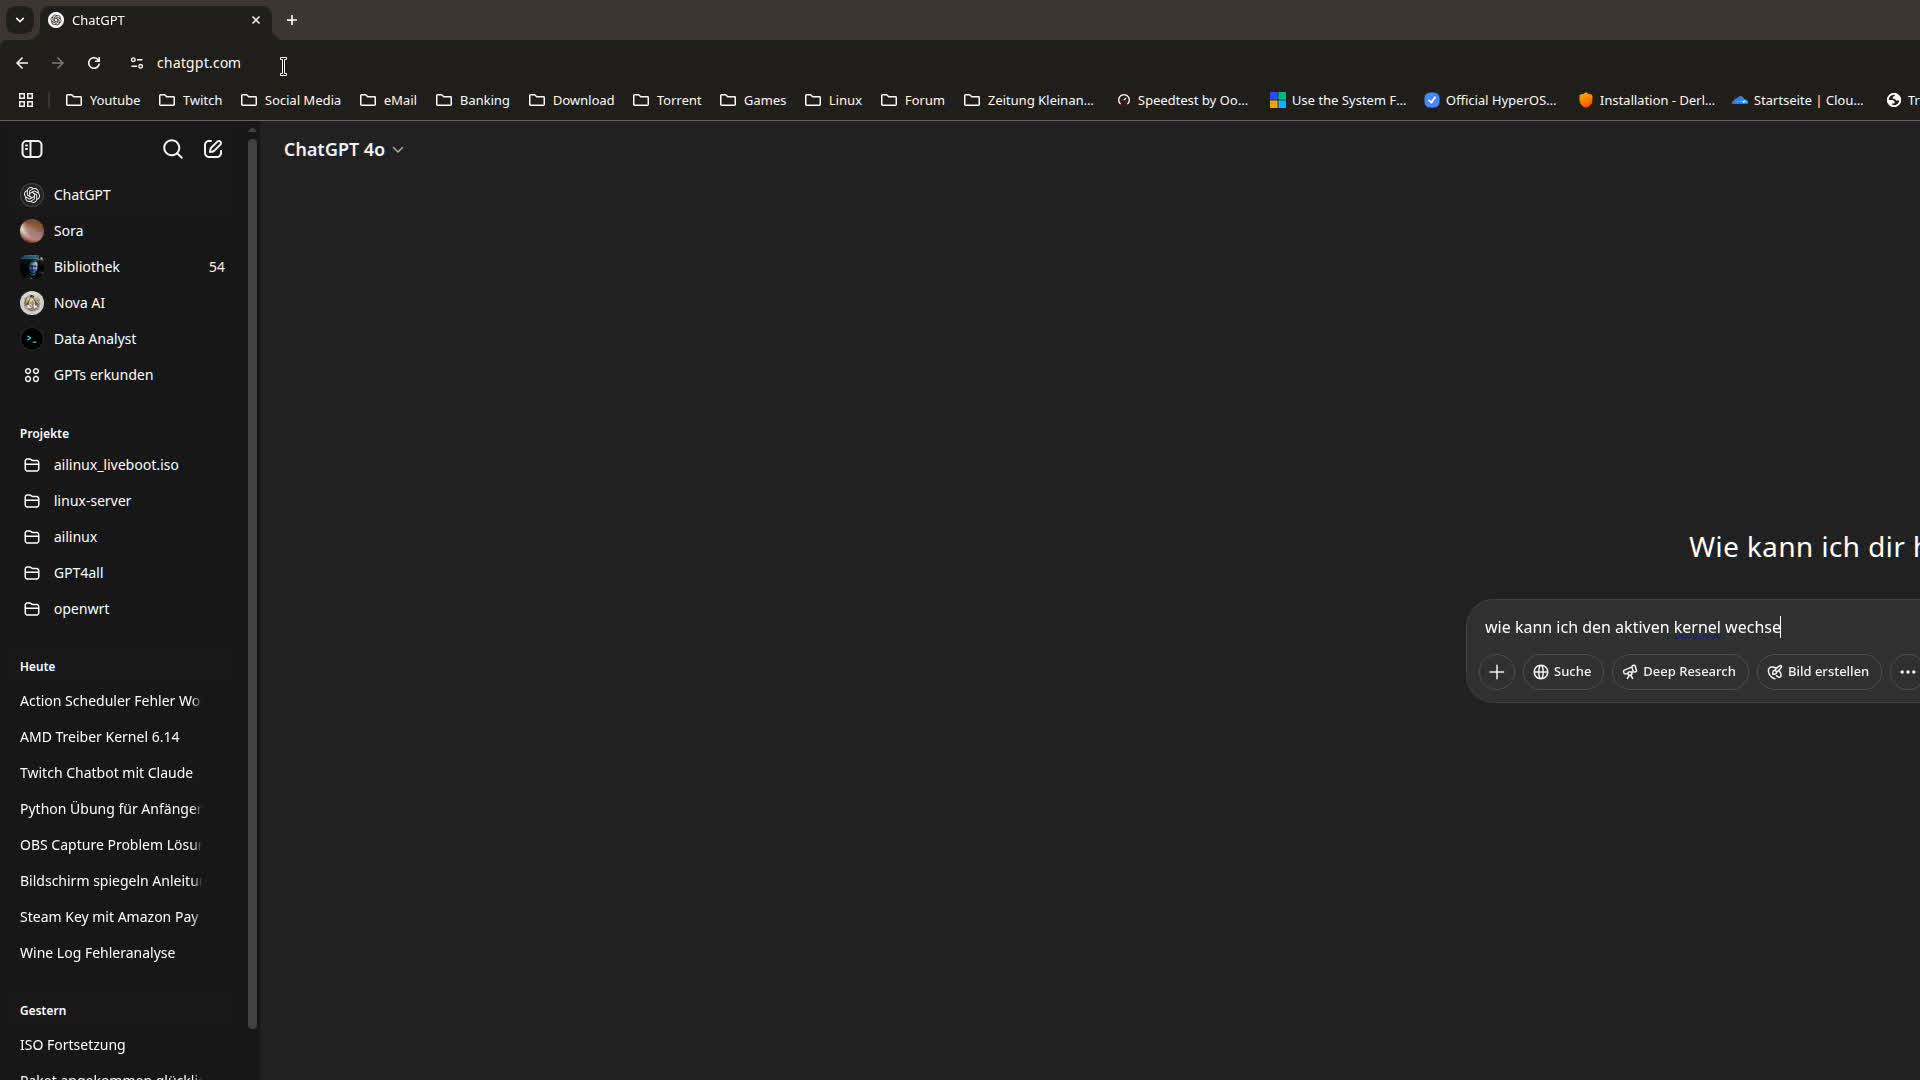 ChatGPT
chatgpt.com
Youtube Twitch Social Media eMail Banking Download Torrent Games Linux Forum Zeitung Kleinan... Speedtest by Oo... Use the System F... Official HyperOS... Installation - Derl... Startseite | Clou... Tr
ChatGPT 4o
ChatGPT
Sora
Bibliothek 54
Nova AI
Data Analyst
GPTs erkunden
Projekte
ailinux_liveboot.iso
linux-server
ailinux
GPT4all
openwrt
Heute
Action Scheduler Fehler Wo
AMD Treiber Kernel 6.14
Twitch Chatbot mit Claude
Python Übung für Anfänger
OBS Capture Problem Lösu
Bildschirm spiegeln Anleitu
Steam Key mit Amazon Pay
Wine Log Fehleranalyse
Gestern
ISO Fortsetzung
Paket angekommen glückli
Wie kann ich dir h
wie kann ich den aktiven kernel wechse
Suche Deep Research Bild erstellen